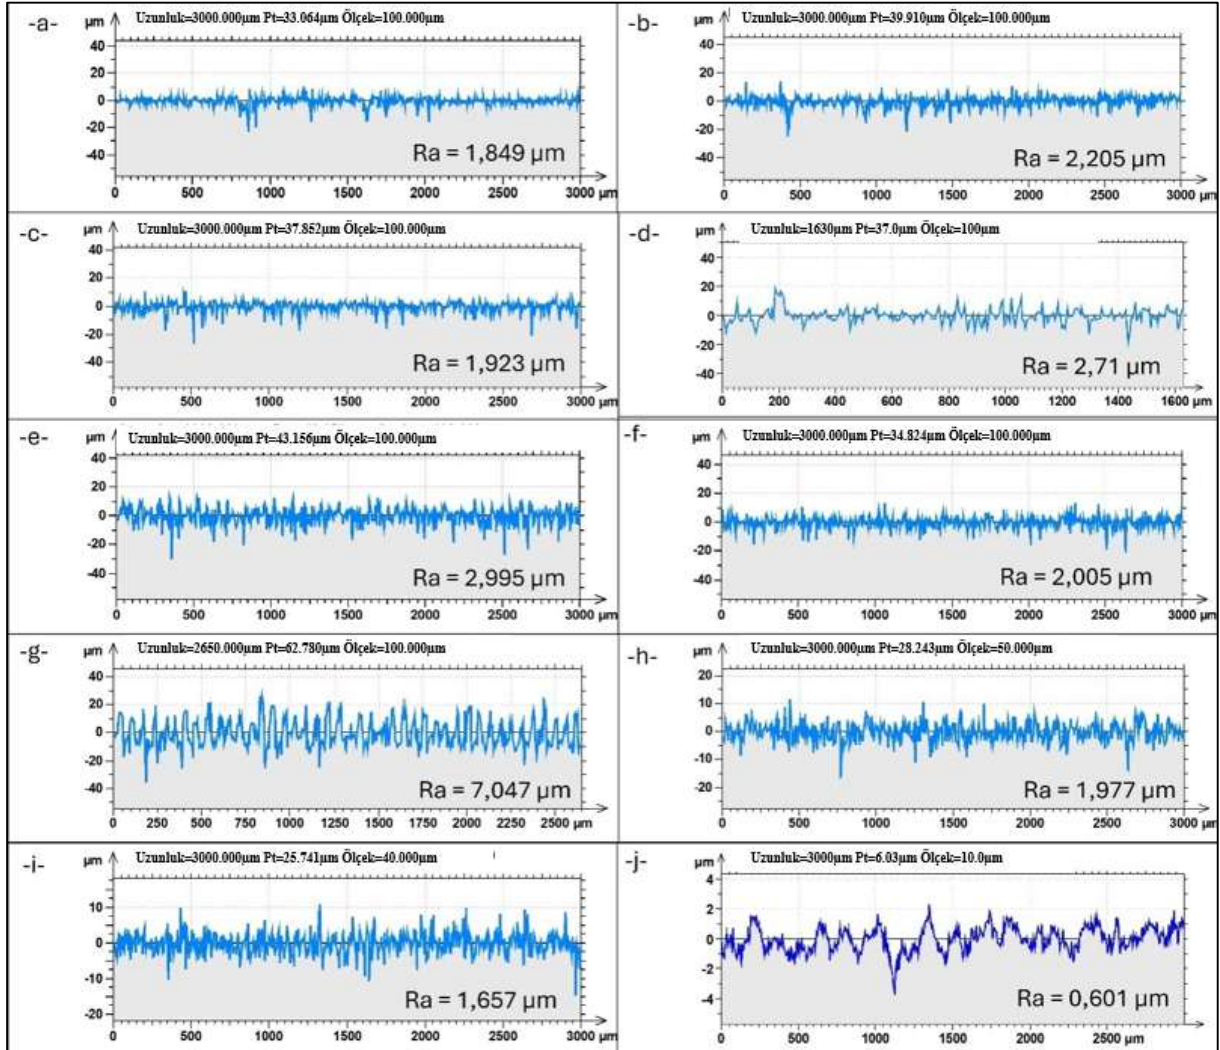 -a-
µm
Uzunluk=3000.000µm Pt=33.064µm Ölçek=100.000µm
40
20
0
-20
-40
Ra = 1,849 µm
0 500 1000 1500 2000 2500 3000 µm
-b-
µm
Uzunluk=3000.000µm Pt=39.910µm Ölçek=100.000µm
40
20
0
-20
-40
Ra = 2,205 µm
0 500 1000 1500 2000 2500 3000 µm
-c-
µm
Uzunluk=3000.000µm Pt=37.852µm Ölçek=100.000µm
40
20
0
-20
-40
Ra = 1,923 µm
0 500 1000 1500 2000 2500 3000 µm
-d-
µm
Uzunluk=1630µm Pt=37.0µm Ölçek=100µm
40
20
0
-20
-40
Ra = 2,71 µm
0 200 400 600 800 1000 1200 1400 1600 µm
-e-
µm
Uzunluk=3000.000µm Pt=43.156µm Ölçek=100.000µm
40
20
0
-20
-40
Ra = 2,995 µm
0 500 1000 1500 2000 2500 3000 µm
-f-
µm
Uzunluk=3000.000µm Pt=34.824µm Ölçek=100.000µm
40
20
0
-20
-40
Ra = 2,005 µm
0 500 1000 1500 2000 2500 3000 µm
-g-
µm
Uzunluk=2650.000µm Pt=62.780µm Ölçek=100.000µm
40
20
0
-20
-40
Ra = 7,047 µm
0 250 500 750 1000 1250 1500 1750 2000 2250 2500 µm
-h-
µm
Uzunluk=3000.000µm Pt=28.243µm Ölçek=50.000µm
20
10
0
-10
-20
Ra = 1,977 µm
0 500 1000 1500 2000 2500 3000 µm
-i-
µm
Uzunluk=3000.000µm Pt=25.741µm Ölçek=40.000µm
10
0
-10
-20
Ra = 1,657 µm
0 500 1000 1500 2000 2500 3000 µm
-j-
µm
Uzunluk=3000µm Pt=6.03µm Ölçek=10.0µm
4
2
0
-2
-4
Ra = 0,601 µm
0 500 1000 1500 2000 2500 µm